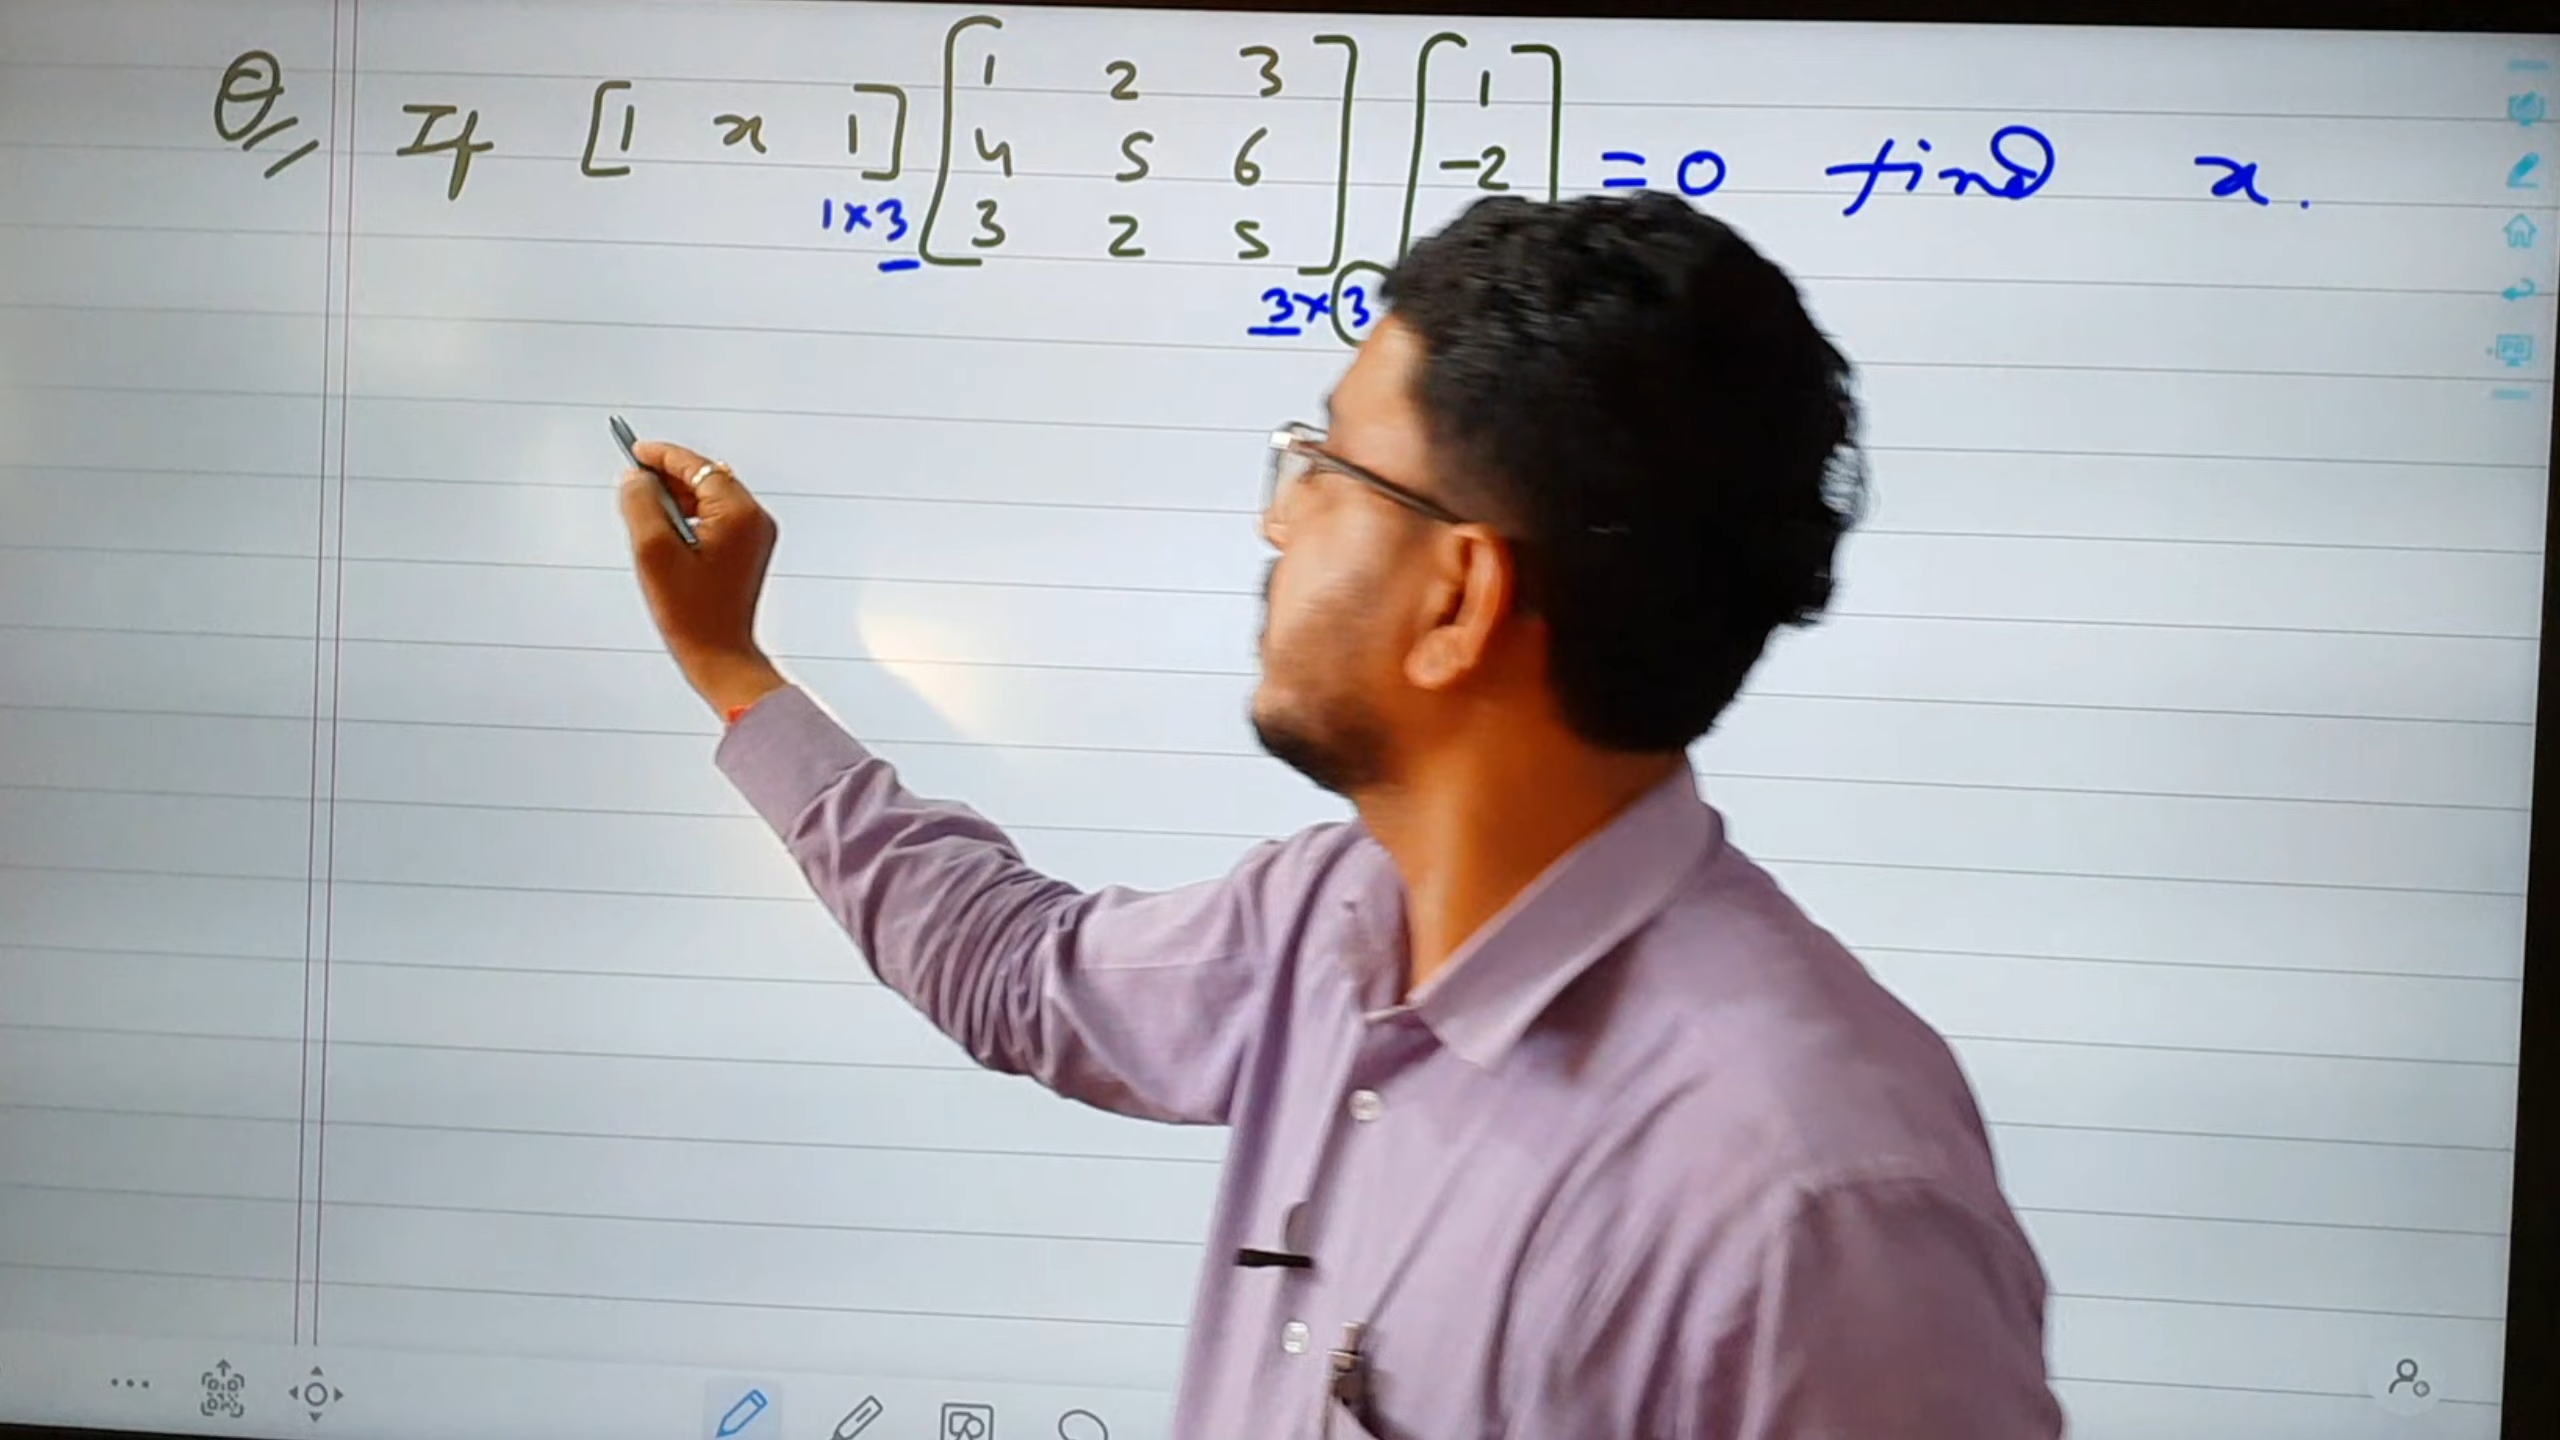 Q, If [1 x 1] [1 2 3 [1
4 5 6 -2 = 0 find x.
1×3 3 2 5]
3×3